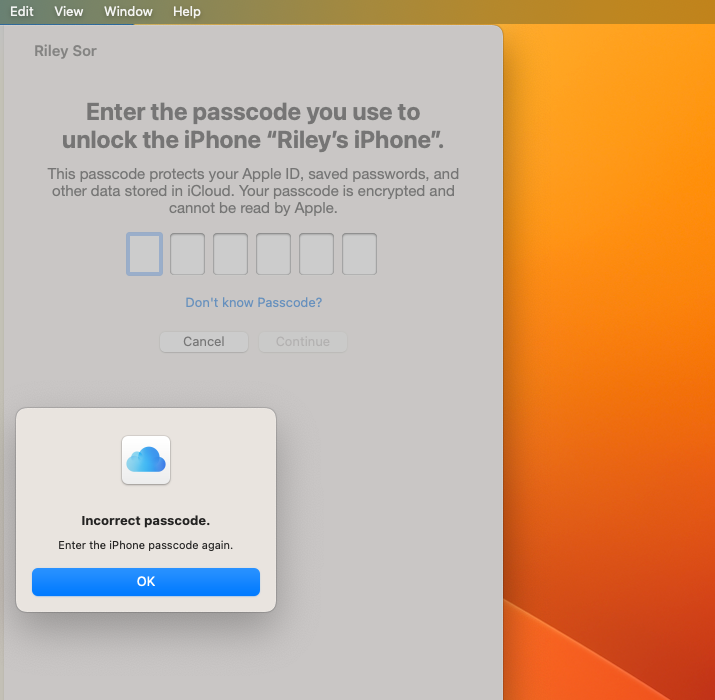 Edit View Window Help
Riley Sor
Enter the passcode you use to
unlock the iPhone “Riley’s iPhone”.
This passcode protects your Apple ID, saved passwords, and
other data stored in iCloud. Your passcode is encrypted and
cannot be read by Apple.
Don't know Passcode?
Cancel Continue
Incorrect passcode.
Enter the iPhone passcode again.
OK